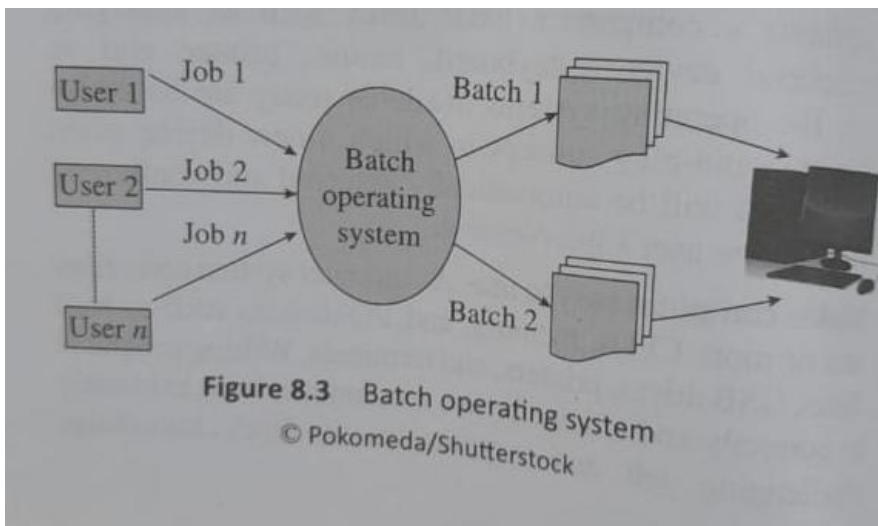 Job 1
User 1
Batch 1
Job 2
User 2
Batch
operating
system
Job n
Batch 2
User n
Figure 8.3 Batch operating system
© Pokomeda/Shutterstock